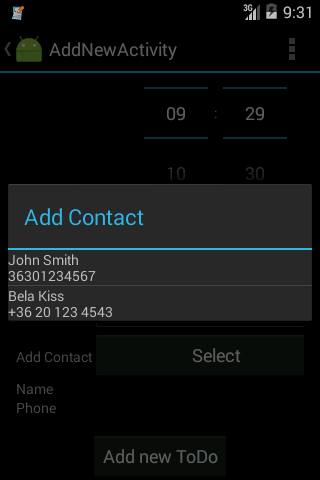 3G 9:31
AddNewActivity
09 : 29
10 30
Add Contact
John Smith
36301234567
Bela Kiss
+36 20 123 4543
Add Contact Select
Name
Phone
Add new ToDo